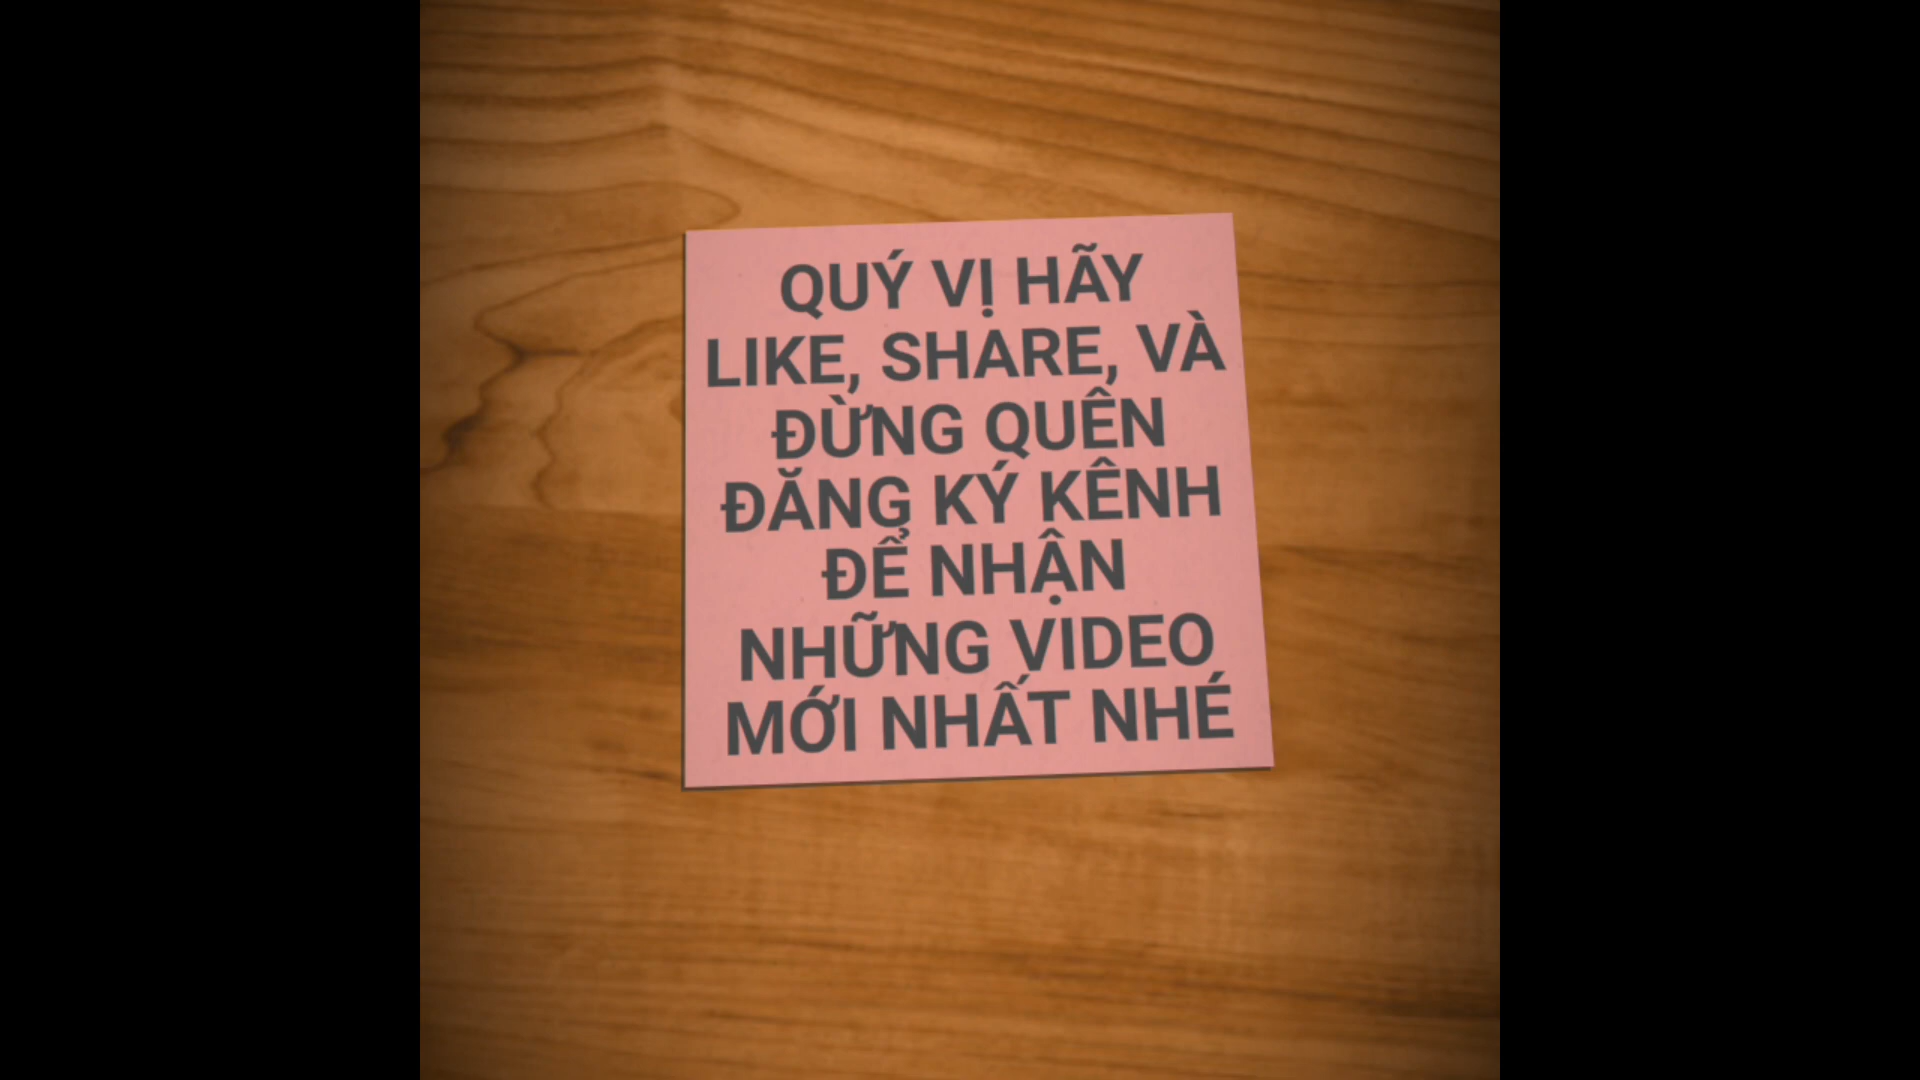 QUÝ VỊ HÃY
LIKE, SHARE, VÀ
ĐỪNG QUÊN
ĐĂNG KÝ KÊNH
ĐỂ NHẬN
NHỮNG VIDEO
MỚI NHẤT NHÉ